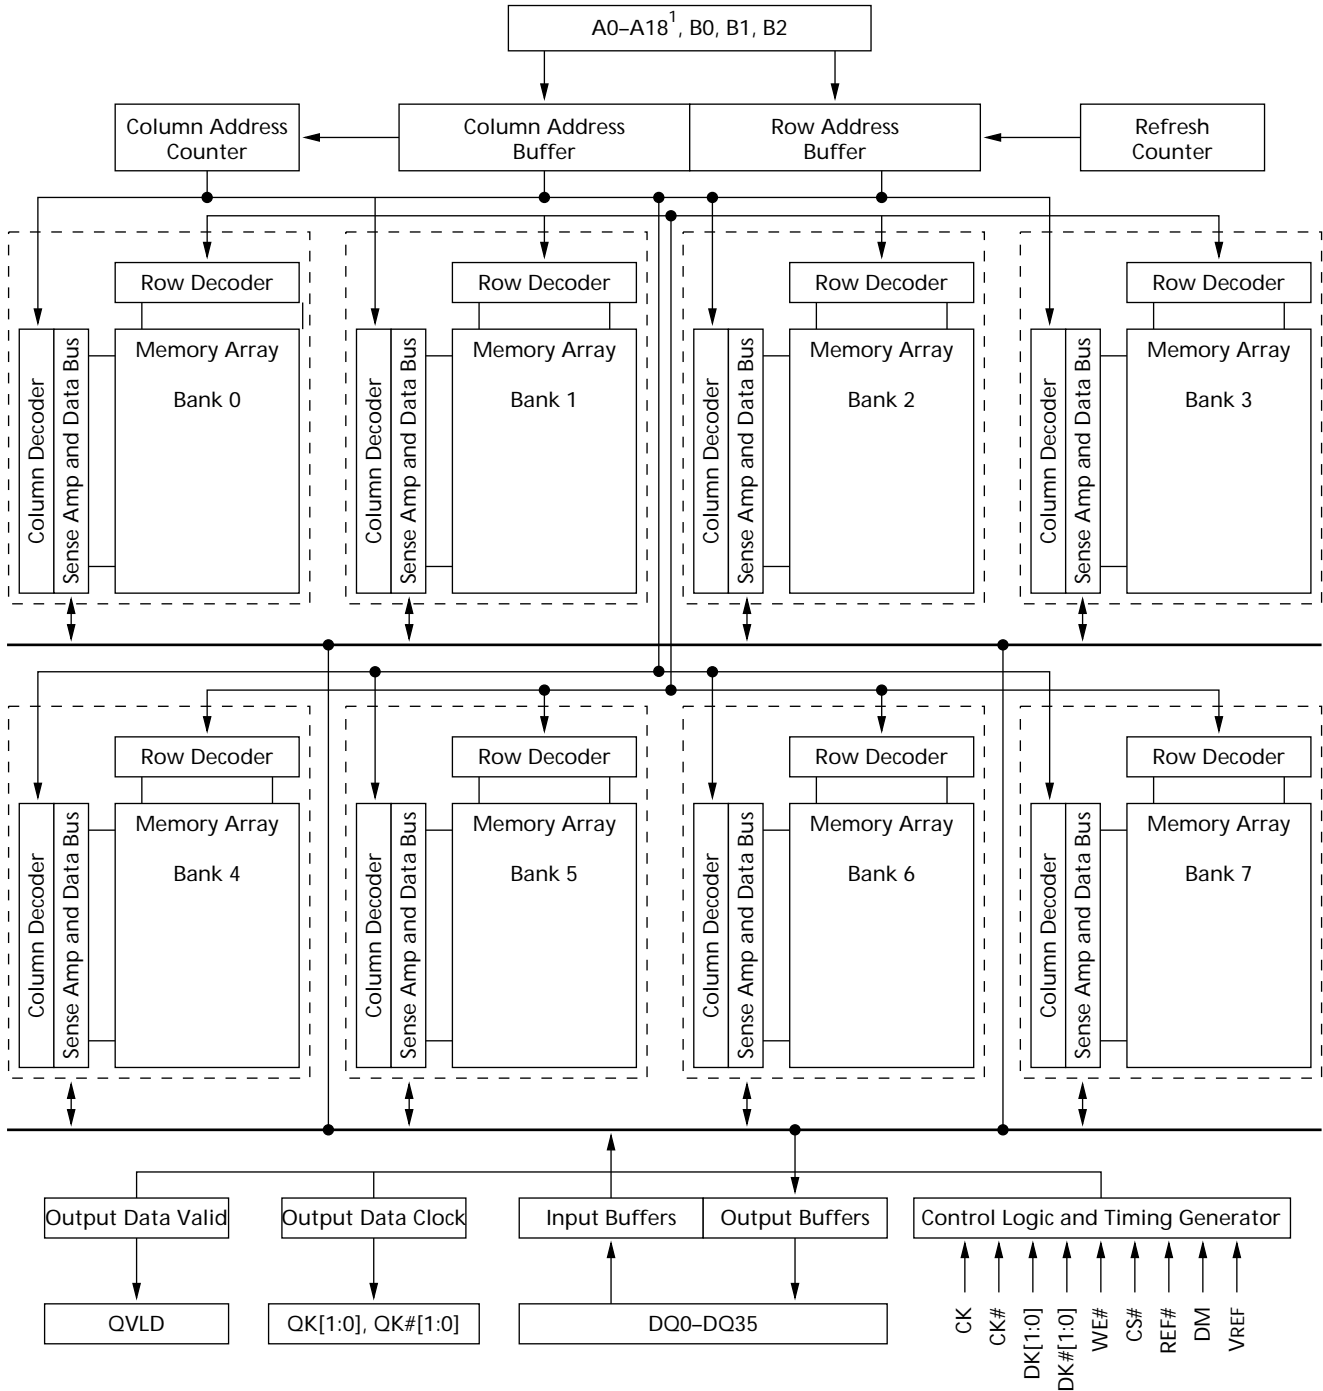 A0–A18¹, B0, B1, B2
Column Address
Counter
Column Address
Buffer
Row Address
Buffer
Refresh
Counter
Row Decoder
Row Decoder
Row Decoder
Row Decoder
Column Decoder
Sense Amp and Data Bus
Memory Array
Bank 0
Column Decoder
Sense Amp and Data Bus
Memory Array
Bank 1
Column Decoder
Sense Amp and Data Bus
Memory Array
Bank 2
Column Decoder
Sense Amp and Data Bus
Memory Array
Bank 3
Row Decoder
Row Decoder
Row Decoder
Row Decoder
Column Decoder
Sense Amp and Data Bus
Memory Array
Bank 4
Column Decoder
Sense Amp and Data Bus
Memory Array
Bank 5
Column Decoder
Sense Amp and Data Bus
Memory Array
Bank 6
Column Decoder
Sense Amp and Data Bus
Memory Array
Bank 7
Output Data Valid
Output Data Clock
Input Buffers
Output Buffers
Control Logic and Timing Generator
QVLD
QK[1:0], QK#[1:0]
DQ0–DQ35
CK
CK#
DK[1:0]
DK#[1:0]
WE#
CS#
REF#
DM
VREF